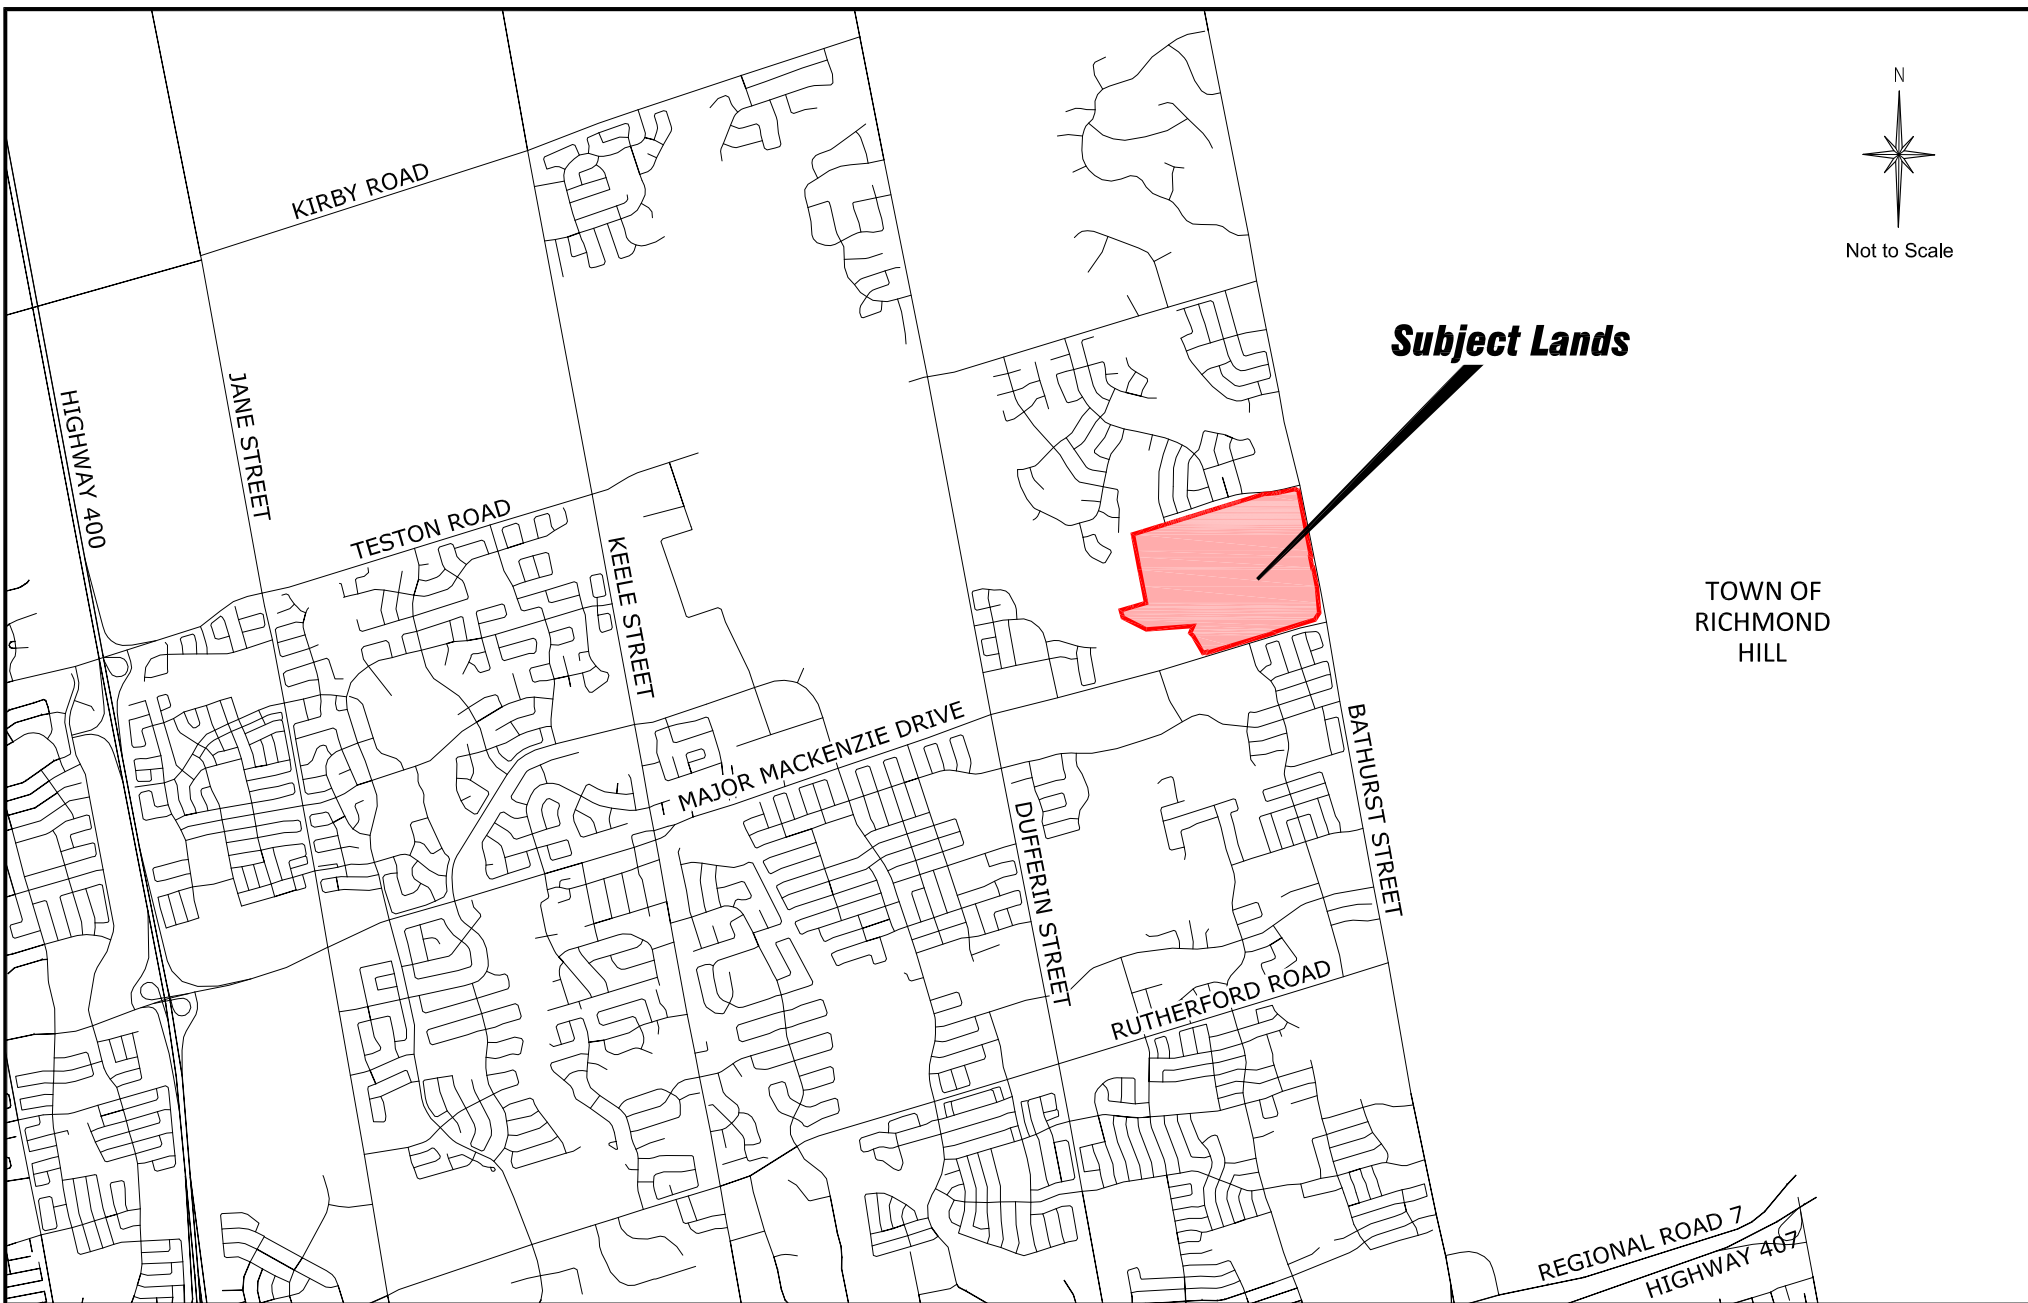 N
Not to Scale
KIRBY ROAD
Subject Lands
JANE STREET
HIGHWAY 400
TESTON ROAD
KEELE STREET
TOWN OF
RICHMOND
HILL
MAJOR MACKENZIE DRIVE
BATHURST STREET
DUFFERIN STREET
RUTHERFORD ROAD
REGIONAL ROAD 7
HIGHWAY 407